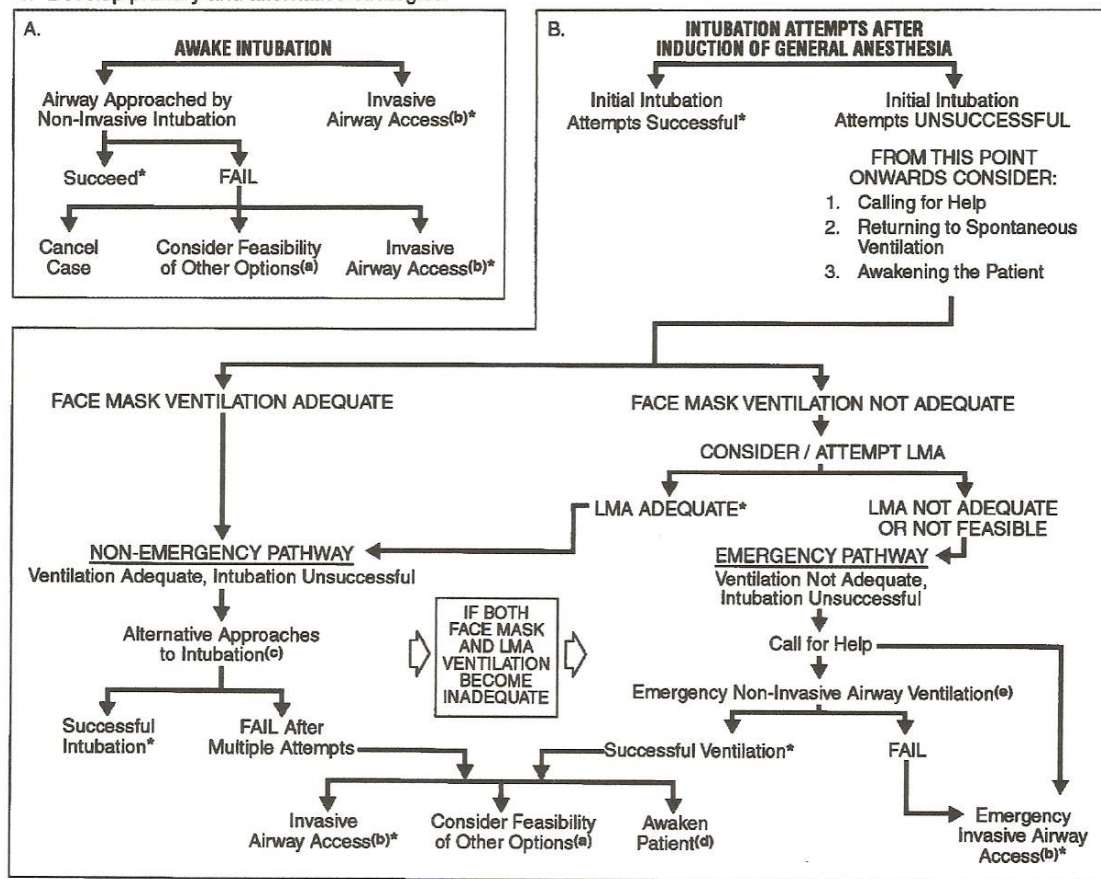 A.
AWAKE INTUBATION
Airway Approached by
Non-Invasive Intubation
Invasive
Airway Access(b)*
Succeed*
FAIL
Cancel
Case
Consider Feasibility
of Other Options(a)
Invasive
Airway Access(b)*
B.
INTUBATION ATTEMPTS AFTER
INDUCTION OF GENERAL ANESTHESIA
Initial Intubation
Attempts Successful*
Initial Intubation
Attempts UNSUCCESSFUL
FROM THIS POINT
ONWARDS CONSIDER:
1. Calling for Help
2. Returning to Spontaneous
Ventilation
3. Awakening the Patient
FACE MASK VENTILATION ADEQUATE
FACE MASK VENTILATION NOT ADEQUATE
CONSIDER / ATTEMPT LMA
LMA ADEQUATE*
LMA NOT ADEQUATE
OR NOT FEASIBLE
NON-EMERGENCY PATHWAY
Ventilation Adequate, Intubation Unsuccessful
EMERGENCY PATHWAY
Ventilation Not Adequate,
Intubation Unsuccessful
Alternative Approaches
to Intubation(c)
IF BOTH
FACE MASK
AND LMA
VENTILATION
BECOME
INADEQUATE
Call for Help
Emergency Non-Invasive Airway Ventilation(e)
Successful
Intubation*
FAIL After
Multiple Attempts
Successful Ventilation*
FAIL
Invasive
Airway Access(b)*
Consider Feasibility
of Other Options(a)
Awaken
Patient(d)
Emergency
Invasive Airway
Access(b)*